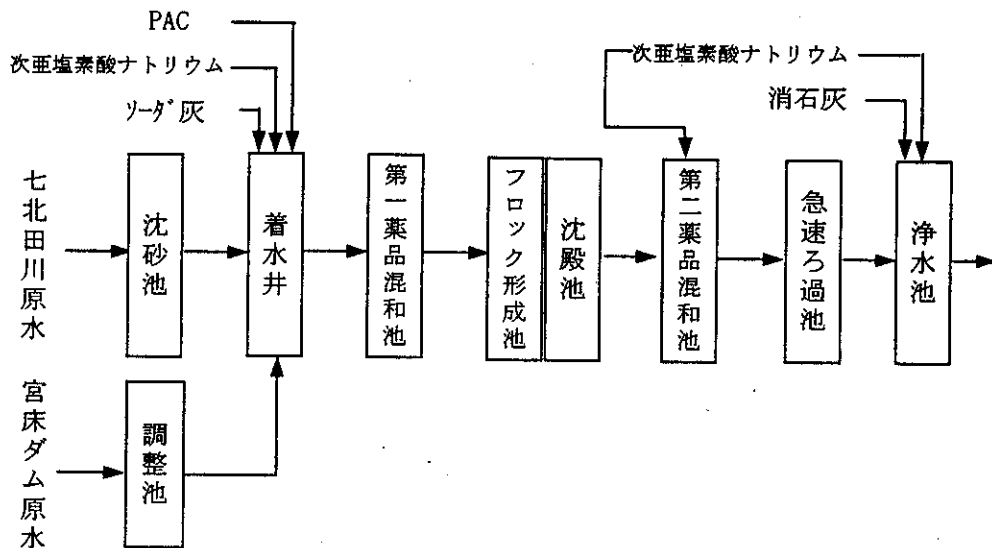 PAC
次亜塩素酸ナトリウム
ソーダ灰
次亜塩素酸ナトリウム
消石灰
七北田川原水
沈砂池
着水井
第一薬品混和池
フロック形成池
沈殿池
第二薬品混和池
急速ろ過池
浄水池
宮床ダム原水
調整池